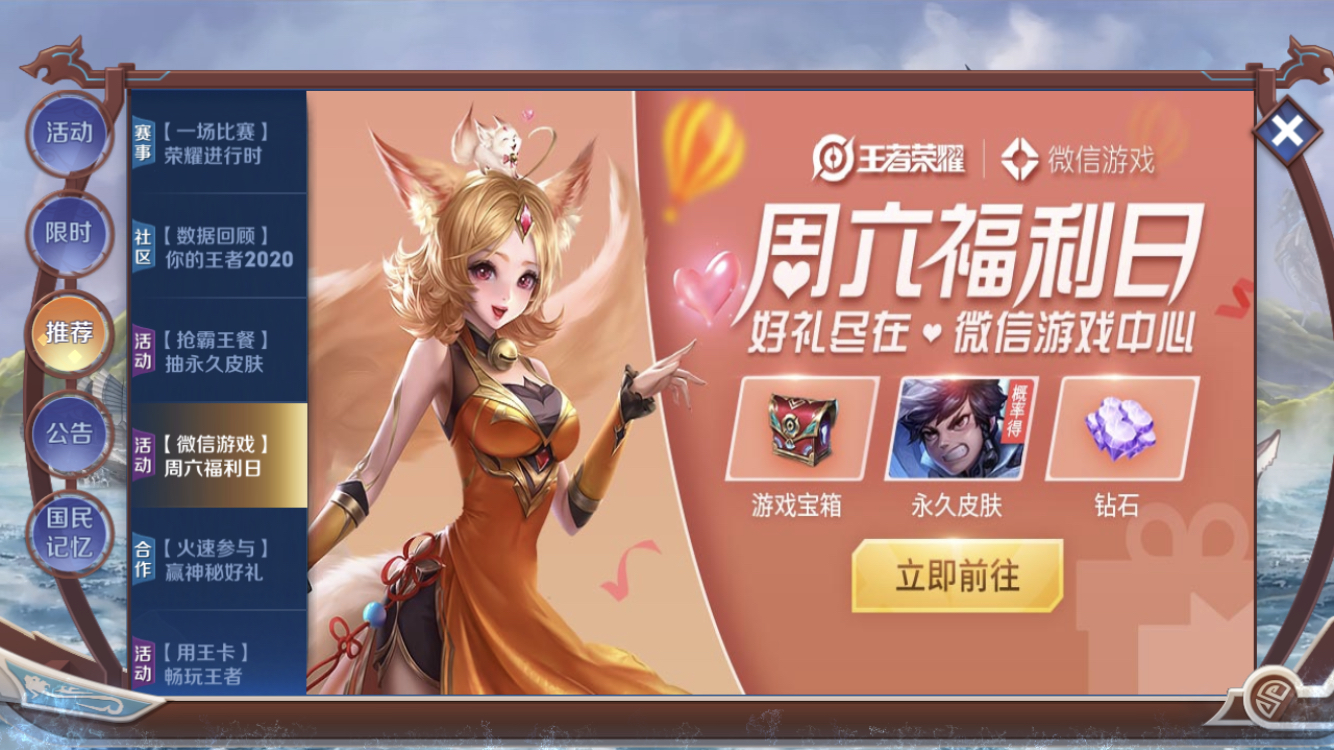 活动
限时
推荐
公告
国民
记忆
赛事
【一场比赛】
荣耀进行时
社区
【数据回顾】
你的王者2020
活动
【抢霸王餐】
抽永久皮肤
活动
【微信游戏】
周六福利日
合作
【火速参与】
赢神秘好礼
活动
【用王卡】
畅玩王者
王者荣耀
微信游戏
周六福利日
好礼尽在
微信游戏中心
概率得
游戏宝箱
永久皮肤
钻石
立即前往